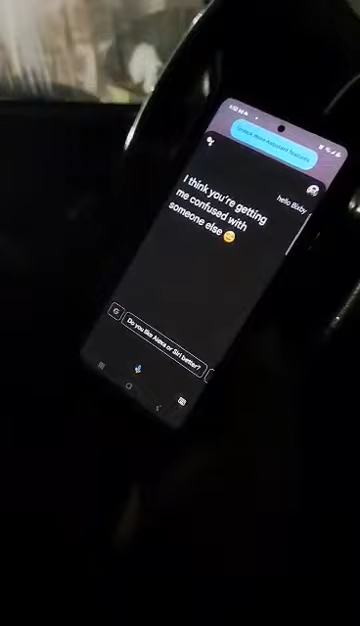 Unlock more Assistant features
hello Bixby
I think you're getting
me confused with
someone else 😅
Do you like Alexa or Siri better?